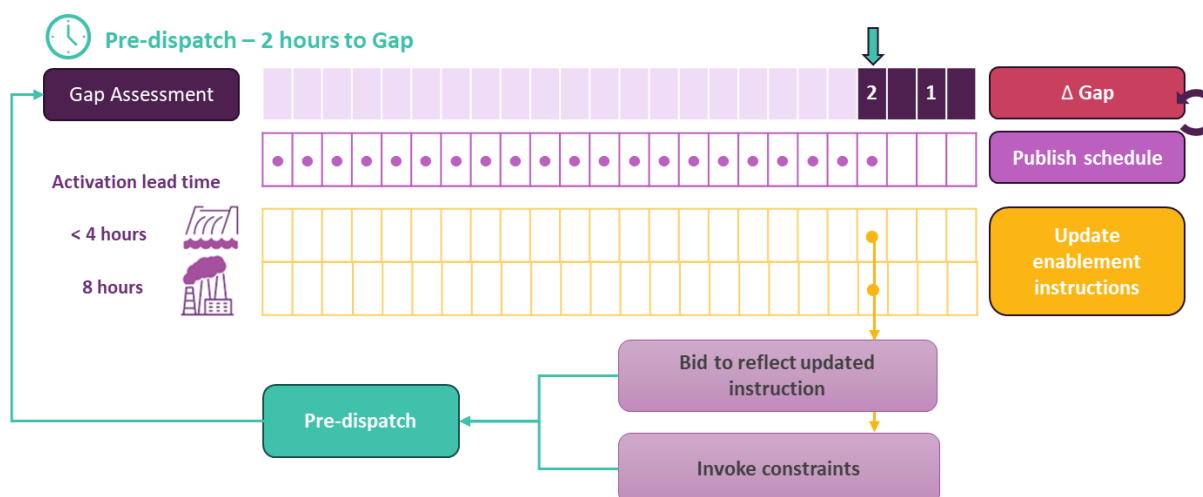 Pre-dispatch – 2 hours to Gap
Gap Assessment
2
1
Δ Gap
Publish schedule
Activation lead time
< 4 hours
8 hours
Update
enablement
instructions
Bid to reflect updated
instruction
Pre-dispatch
Invoke constraints